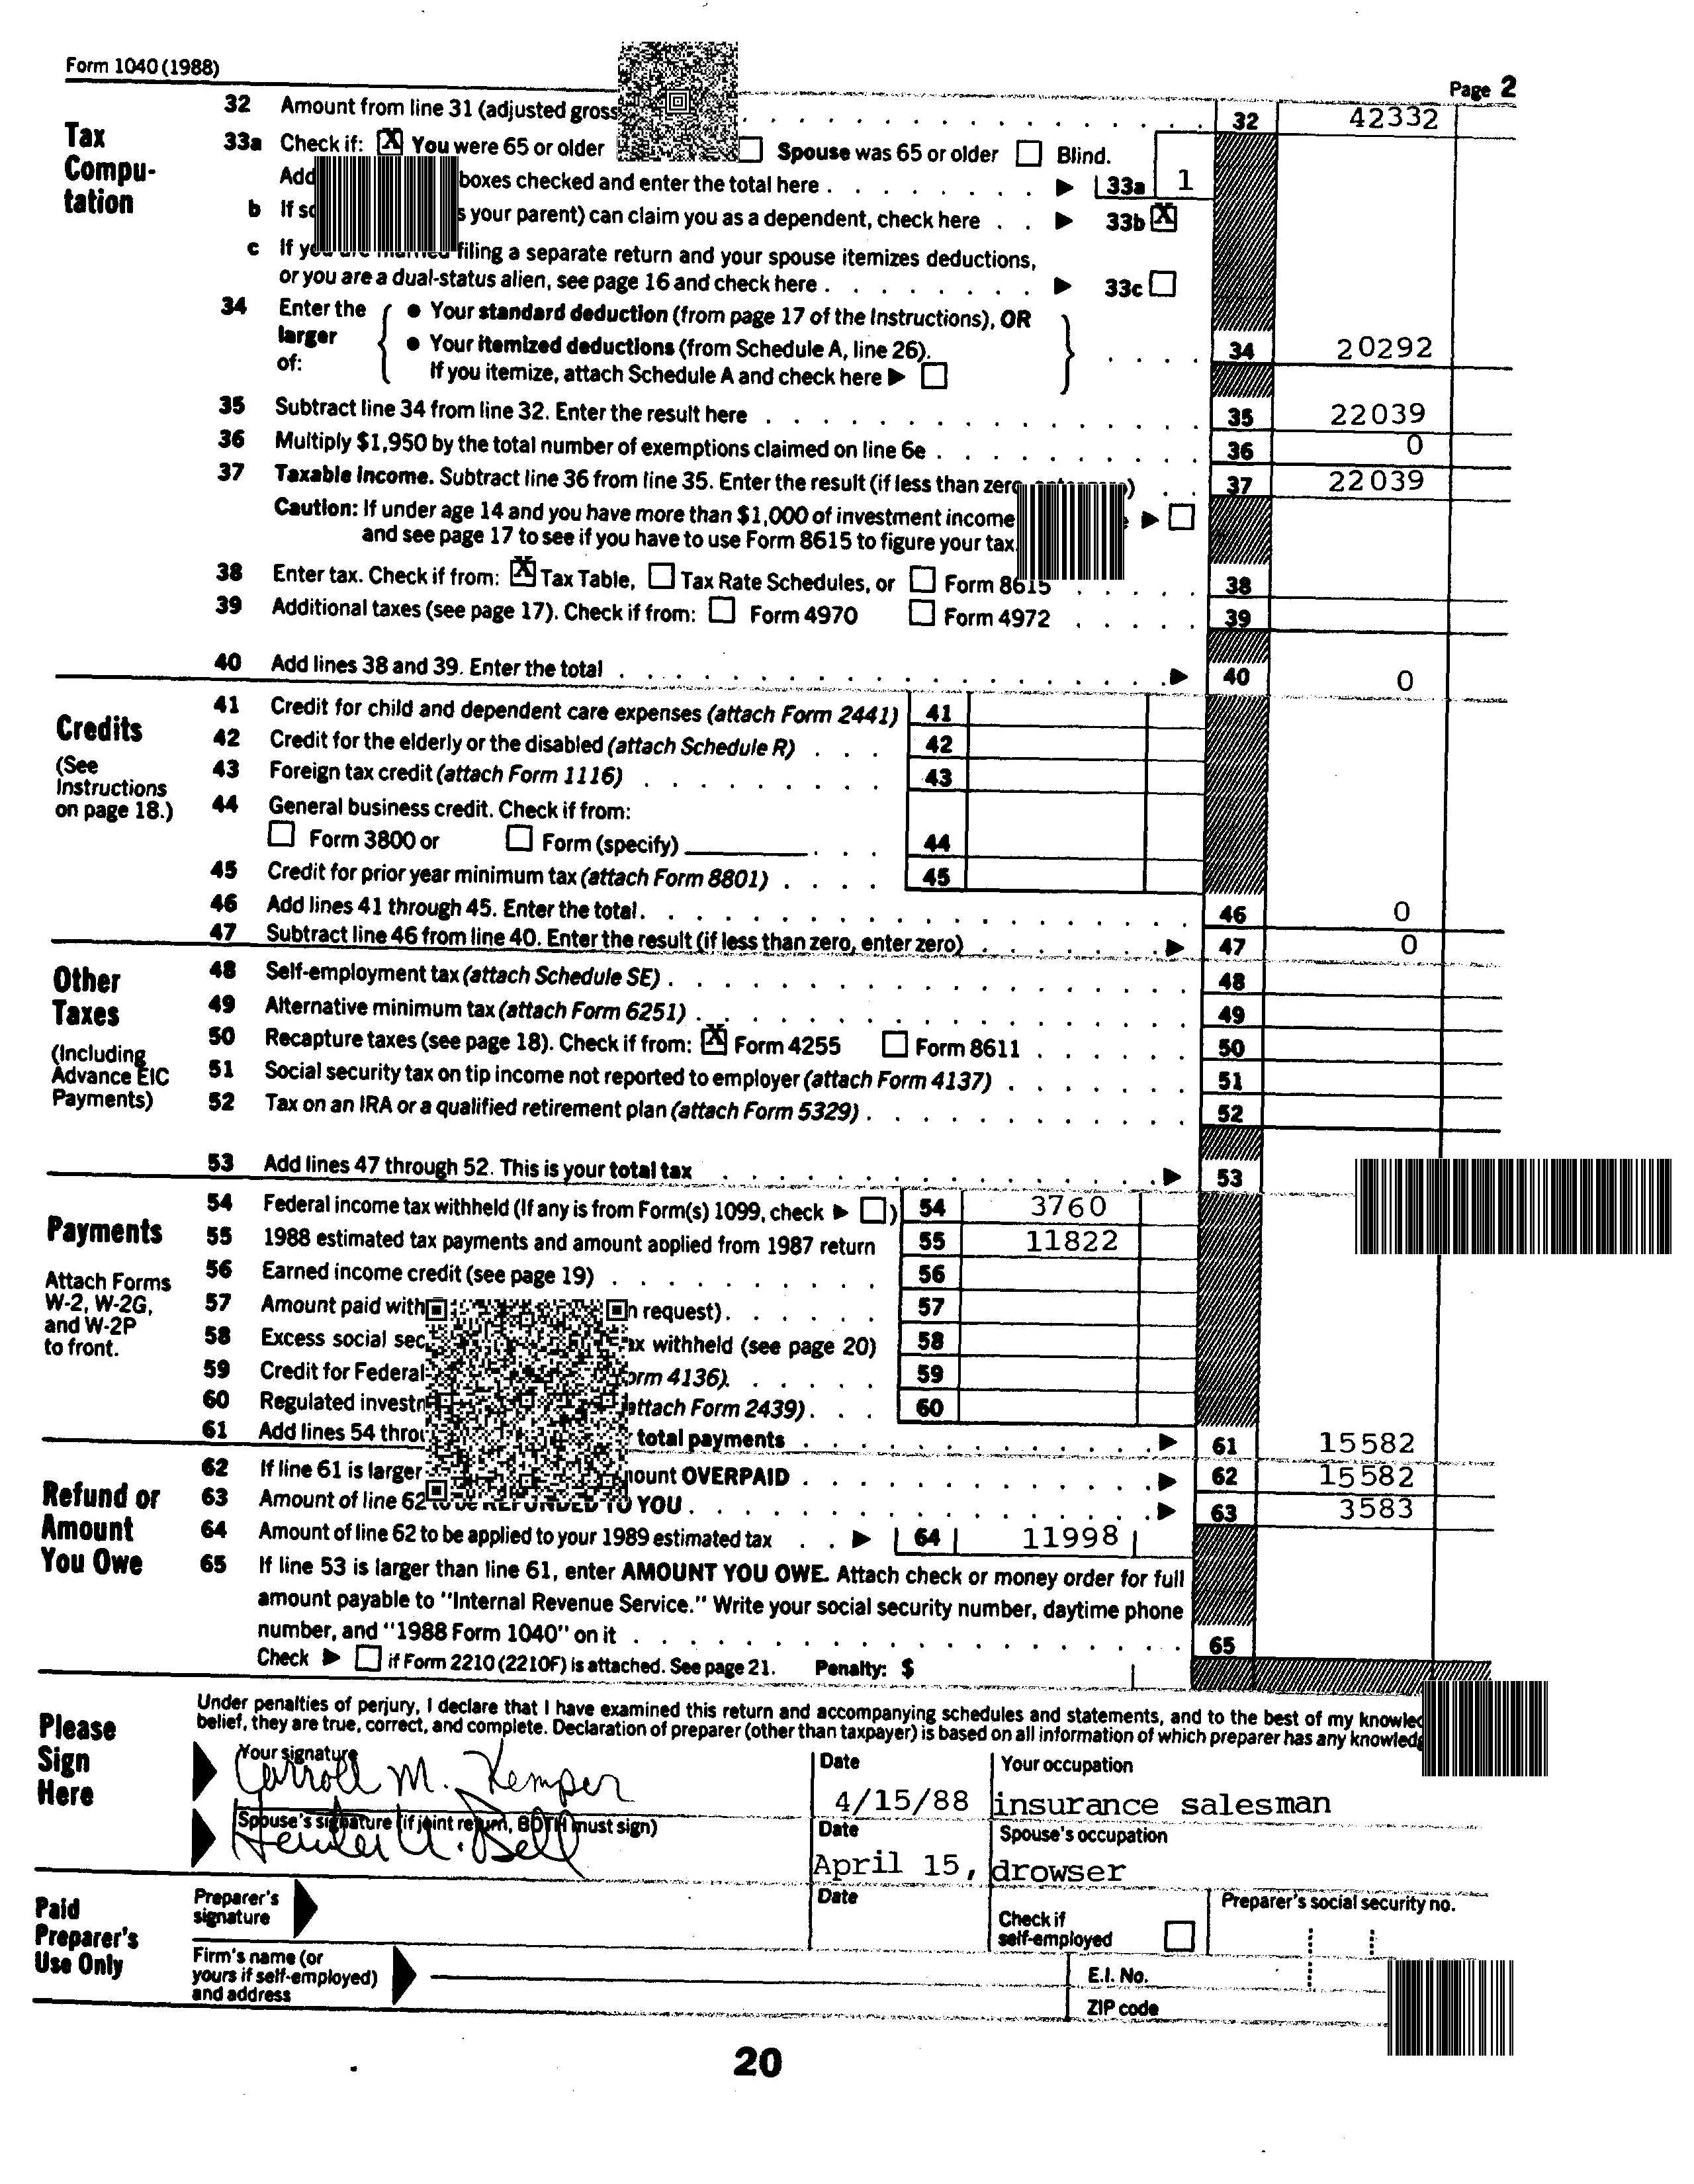 Form 1040 (1988)
Page 2
Tax Computation
32 Amount from line 31 (adjusted gross 32 42332
33a Check if: X You were 65 or older Spouse was 65 or older Blind.
Add boxes checked and enter the total here 33a 1
b If s your parent) can claim you as a dependent, check here 33b X
c If you are married filing a separate return and your spouse itemizes deductions,
or you are a dual-status alien, see page 16 and check here 33c
34 Enter the larger of:
• Your standard deduction (from page 17 of the Instructions), OR
• Your itemized deductions (from Schedule A, line 26).
If you itemize, attach Schedule A and check here
34 20292
35 Subtract line 34 from line 32. Enter the result here 35 22039
36 Multiply $1,950 by the total number of exemptions claimed on line 6e 36 0
37 Taxable income. Subtract line 36 from line 35. Enter the result (if less than zero 37 22039
Caution: If under age 14 and you have more than $1,000 of investment income
and see page 17 to see if you have to use Form 8615 to figure your tax.
38 Enter tax. Check if from: X Tax Table, Tax Rate Schedules, or Form 8615 38
39 Additional taxes (see page 17). Check if from: Form 4970 Form 4972 39
40 Add lines 38 and 39. Enter the total 40 0
Credits
(See Instructions on page 18.)
41 Credit for child and dependent care expenses (attach Form 2441) 41
42 Credit for the elderly or the disabled (attach Schedule R) 42
43 Foreign tax credit (attach Form 1116) 43
44 General business credit. Check if from:
Form 3800 or Form (specify) 44
45 Credit for prior year minimum tax (attach Form 8801) 45
46 Add lines 41 through 45. Enter the total. 46 0
47 Subtract line 46 from line 40. Enter the result (if less than zero, enter zero) 47 0
Other Taxes
(Including Advance EIC Payments)
48 Self-employment tax (attach Schedule SE) 48
49 Alternative minimum tax (attach Form 6251) 49
50 Recapture taxes (see page 18). Check if from: X Form 4255 Form 8611 50
51 Social security tax on tip income not reported to employer (attach Form 4137) 51
52 Tax on an IRA or a qualified retirement plan (attach Form 5329) 52
53 Add lines 47 through 52. This is your total tax 53
Payments
Attach Forms W-2, W-2G, and W-2P to front.
54 Federal income tax withheld (If any is from Form(s) 1099, check ) 54 3760
55 1988 estimated tax payments and amount applied from 1987 return 55 11822
56 Earned income credit (see page 19) 56
57 Amount paid with n request) 57
58 Excess social sec ax withheld (see page 20) 58
59 Credit for Federal orm 4136) 59
60 Regulated investm attach Form 2439) 60
61 Add lines 54 throu total payments 61 15582
Refund or Amount You Owe
62 If line 61 is larger amount OVERPAID 62 15582
63 Amount of line 62 to be REFUNDED TO YOU 63 3583
64 Amount of line 62 to be applied to your 1989 estimated tax 64 11998
65 If line 53 is larger than line 61, enter AMOUNT YOU OWE. Attach check or money order for full
amount payable to "Internal Revenue Service." Write your social security number, daytime phone
number, and "1988 Form 1040" on it 65
Check if Form 2210 (2210F) is attached. See page 21. Penalty: $
Please Sign Here
Under penalties of perjury, I declare that I have examined this return and accompanying schedules and statements, and to the best of my knowled
belief, they are true, correct, and complete. Declaration of preparer (other than taxpayer) is based on all information of which preparer has any knowledg
Your signature Date Your occupation
Carroll M. Kemper 4/15/88 insurance salesman
Spouse's signature (if joint return, BOTH must sign) Date Spouse's occupation
Bell April 15, drowser
Paid Preparer's Use Only
Preparer's signature Date Check if self-employed Preparer's social security no.
Firm's name (or yours if self-employed) and address
E.I. No.
ZIP code
20